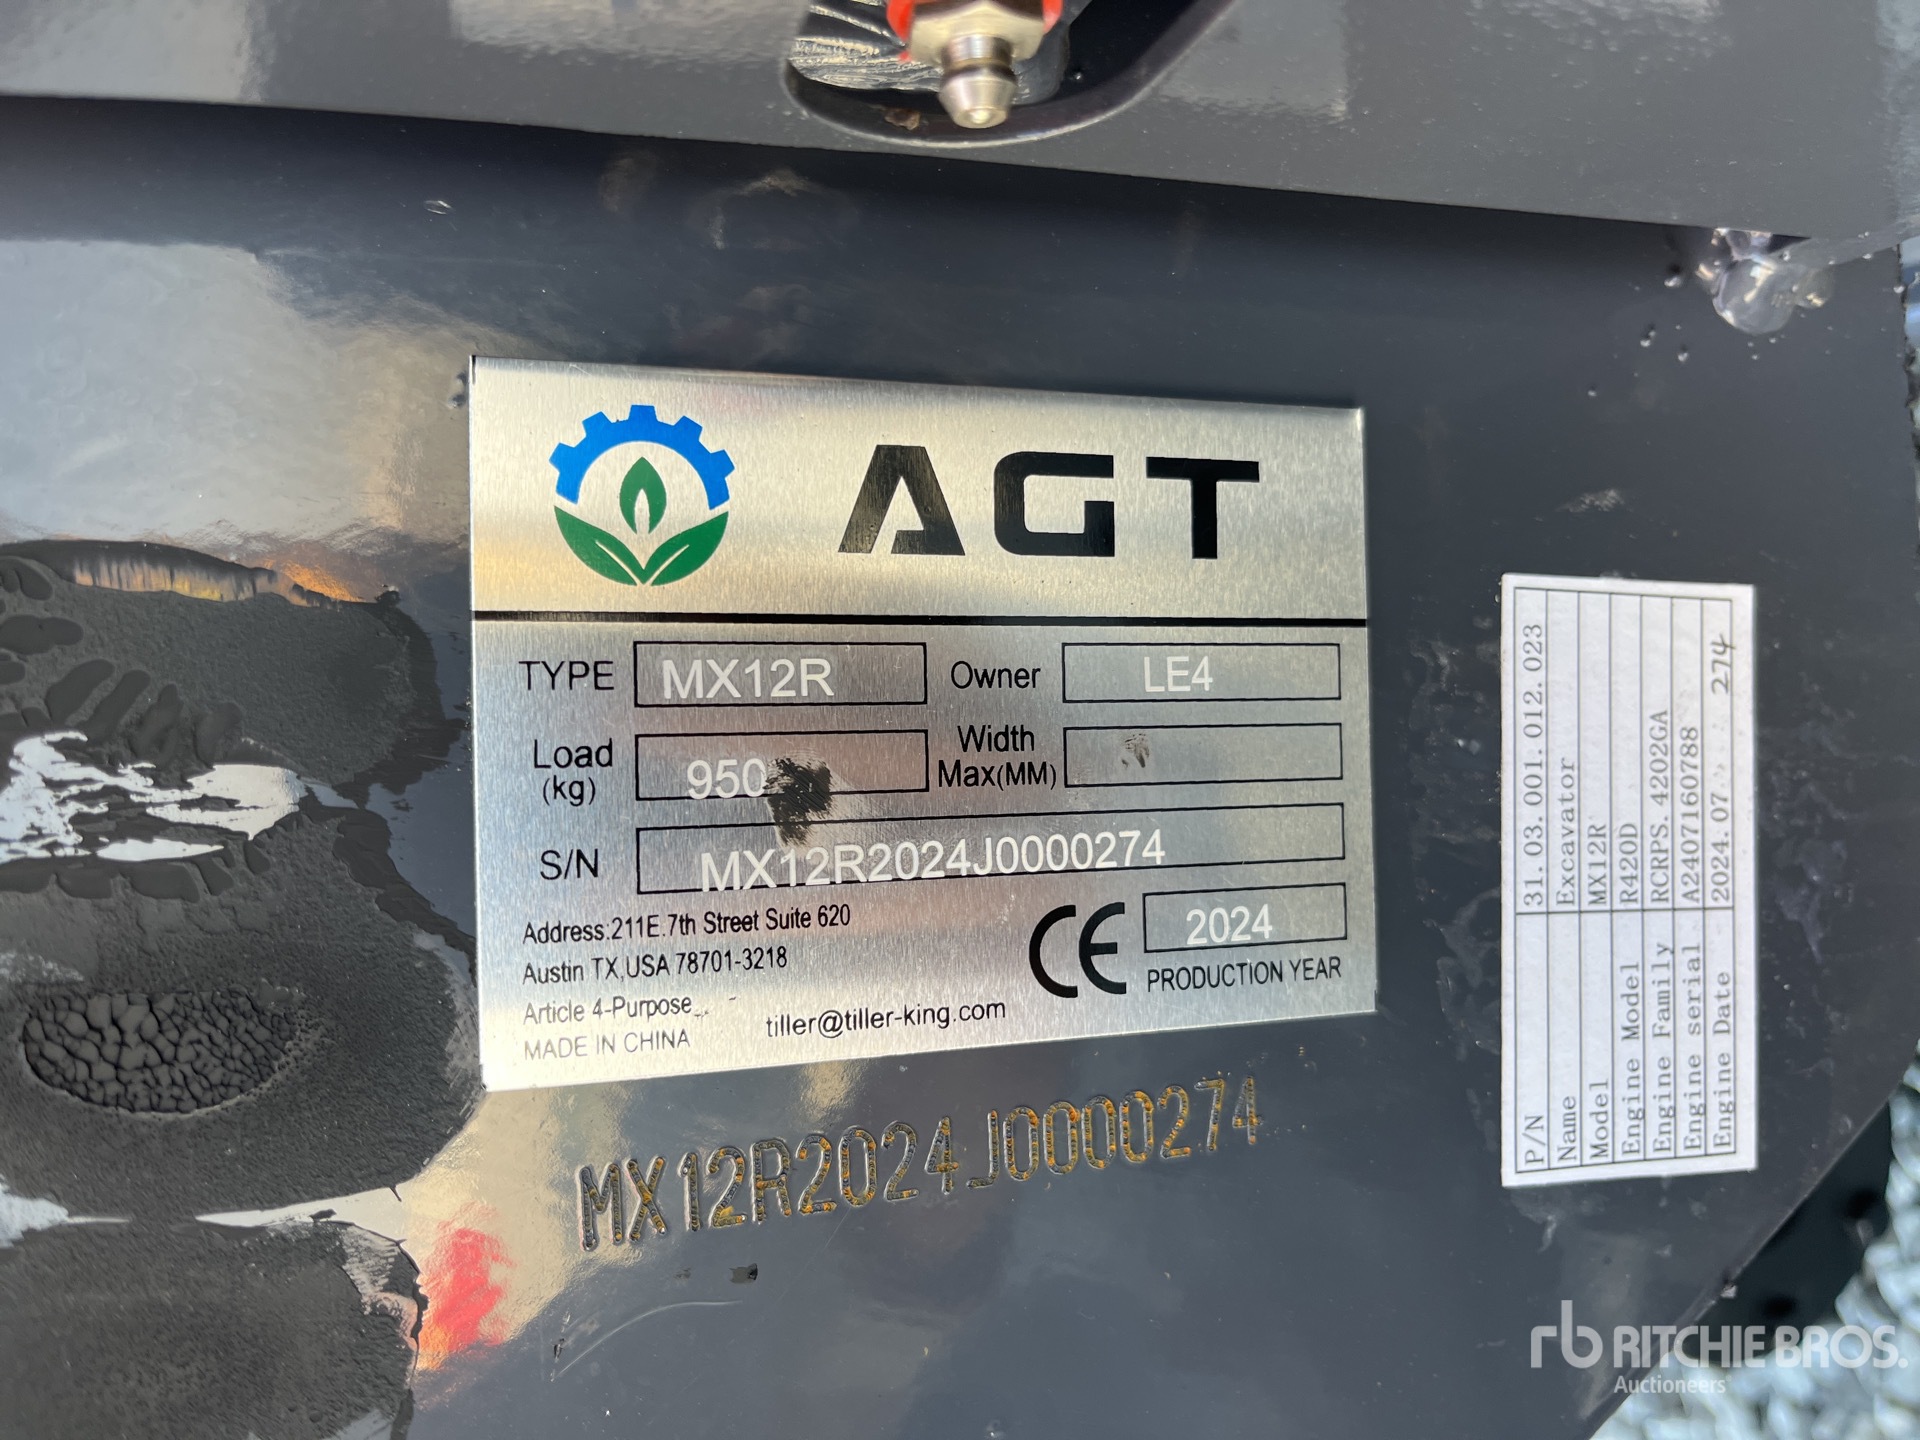 AGT
TYPE MX12R Owner LE4
Load (kg) 950 Width Max(MM)
S/N MX12R2024J0000274
Address:211E.7th Street Suite 620
Austin TX,USA 78701-3218
Article 4-Purpose
MADE IN CHINA
tiller@tiller-king.com
CE 2024
PRODUCTION YEAR
MX12R2024J0000274
P/N 31.03.001.012.023
Name Excavator
Model MX12R
Engine Model R420D
Engine Family RCRPS.4202GA
Engine serial A2407160788
Engine Date 2024.07 274
rb RITCHIE BROS.
Auctioneers